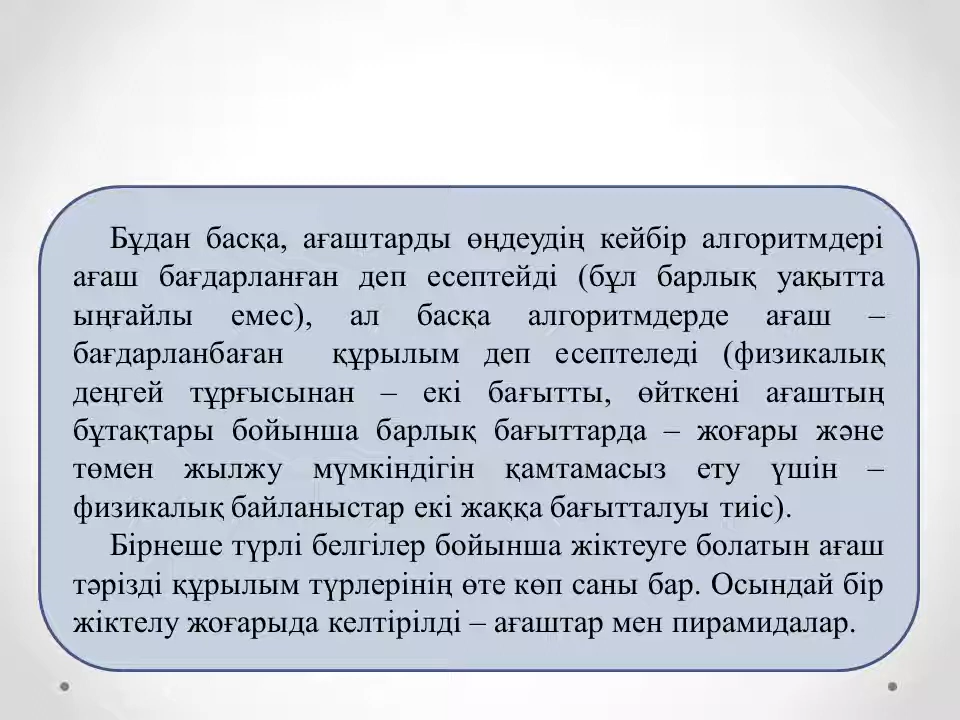 Бұдан басқа, ағаштарды өңдеудің кейбір алгоритмдері
ағаш бағдарланған деп есептейді (бұл барлық уақытта
ыңғайлы емес), ал басқа алгоритмдерде ағаш –
бағдарланбаған құрылым деп есептеледі (физикалық
деңгей тұрғысынан – екі бағытты, өйткені ағаштың
бұтақтары бойынша барлық бағыттарда – жоғары және
төмен жылжу мүмкіндігін қамтамасыз ету үшін –
физикалық байланыстар екі жаққа бағытталуы тиіс).
Бірнеше түрлі белгілер бойынша жіктеуге болатын ағаш
тәрізді құрылым түрлерінің өте көп саны бар. Осындай бір
жіктелу жоғарыда келтірілді – ағаштар мен пирамидалар.